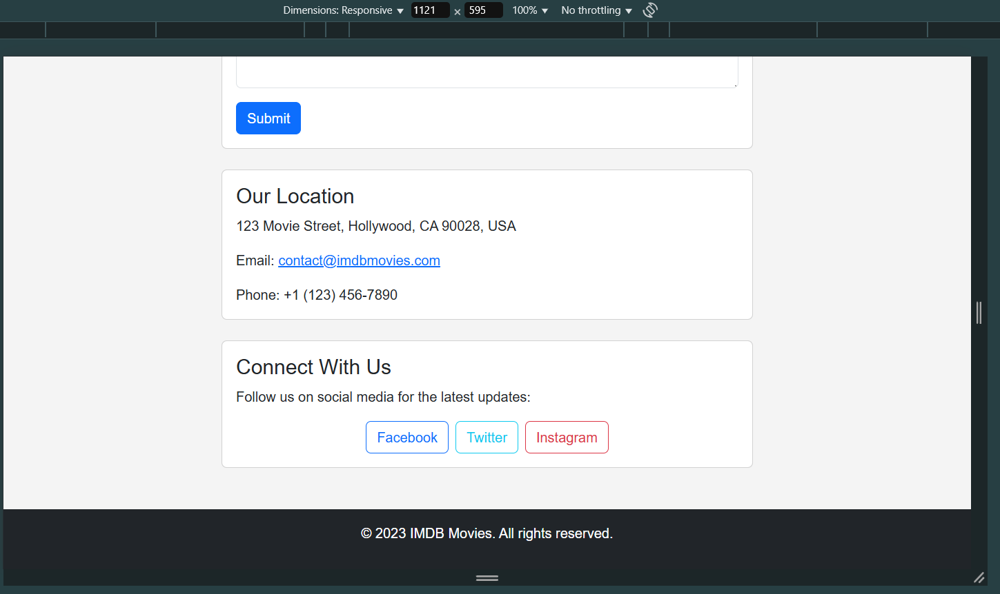 Dimensions: Responsive 1121 × 595 100% No throttling
Submit
Our Location
123 Movie Street, Hollywood, CA 90028, USA
Email: contact@imdbmovies.com
Phone: +1 (123) 456-7890
Connect With Us
Follow us on social media for the latest updates:
Facebook Twitter Instagram
© 2023 IMDB Movies. All rights reserved.